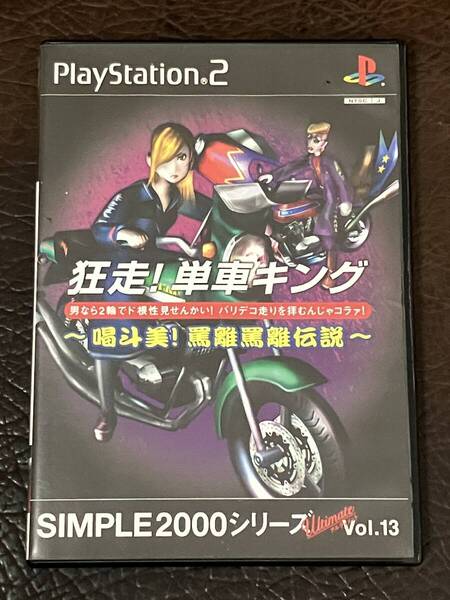 PlayStation®2
NTSC J
狂走!単車キング
男なら2輪でド根性見せんかい!バリデコ走りを拝むんじゃコラァ!
~喝斗美!罵離罵離伝説~
SIMPLE2000シリーズ Ultimate Vol.13